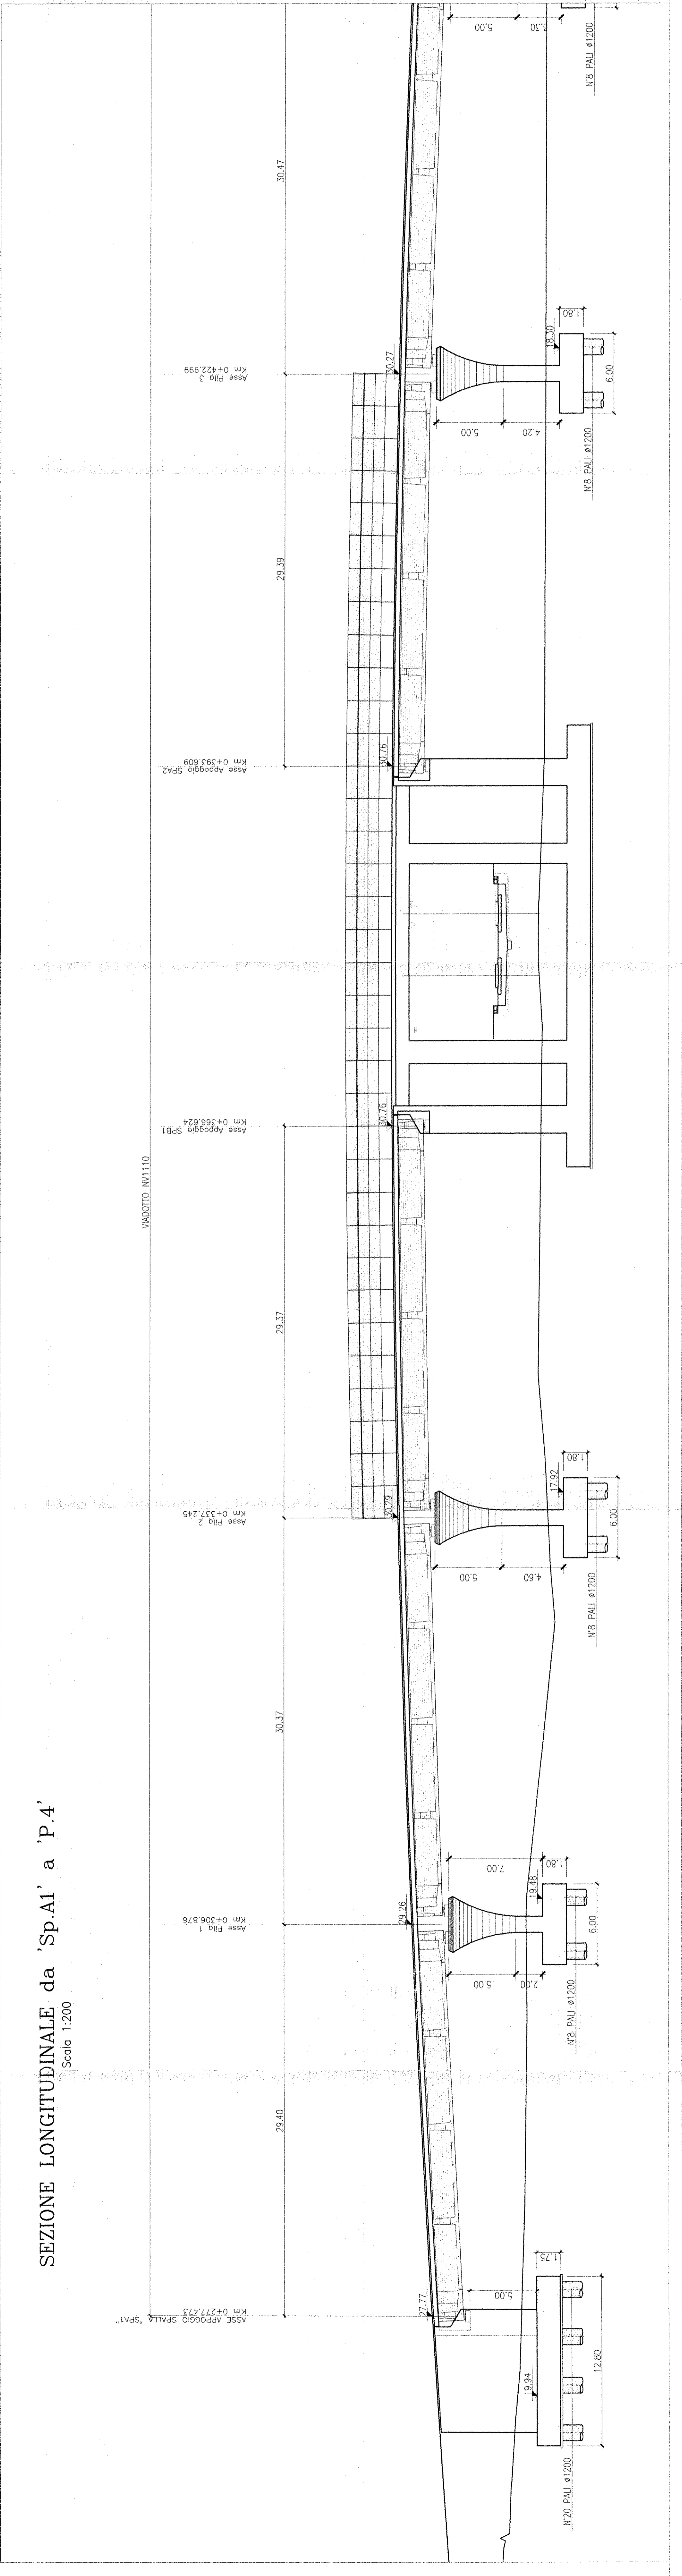 SEZIONE LONGITUDINALE da 'Sp.A1' a 'P.4'
Scala 1:200
VIADOTTO NV1110
ASSE APPOGGIO SPALLA "SPA1"
Km 0+277.473
Asse Pila 1
Km 0+306.876
Asse Pila 2
Km 0+337.245
Asse Appoggio SPB1
Km 0+366.624
Asse Appoggio SPA2
Km 0+393.609
Asse Pila 3
Km 0+422.999
29.40
30.37
29.37
29.39
30.47
27.77
29.26
30.29
30.76
30.76
30.27
19.94
5.00
1.75
12.80
N°20 PALI ø1200
5.00
2.00
7.00
19.48
1.80
6.00
N°8 PALI ø1200
5.00
4.60
17.92
1.80
6.00
N°8 PALI ø1200
5.00
4.20
18.30
1.80
6.00
N°8 PALI ø1200
5.00
3.30
N°8 PALI ø1200